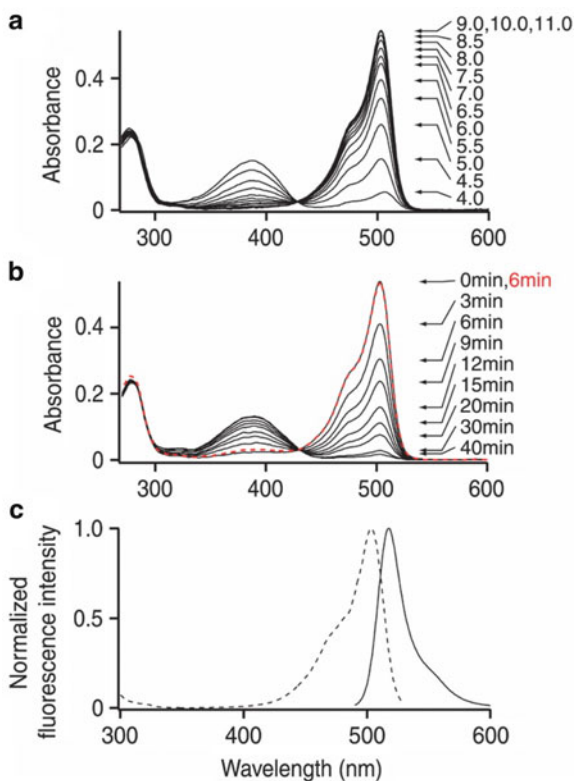 a
Absorbance
0.4
0.2
0
300
400
500
600
9.0,10.0,11.0
8.5
8.0
7.5
7.0
6.5
6.0
5.5
5.0
4.5
4.0
b
Absorbance
0.4
0.2
0
300
400
500
600
0min,6min
3min
6min
9min
12min
15min
20min
30min
40min
c
Normalized
fluorescence intensity
1.0
0.5
0
300
400
500
600
Wavelength (nm)